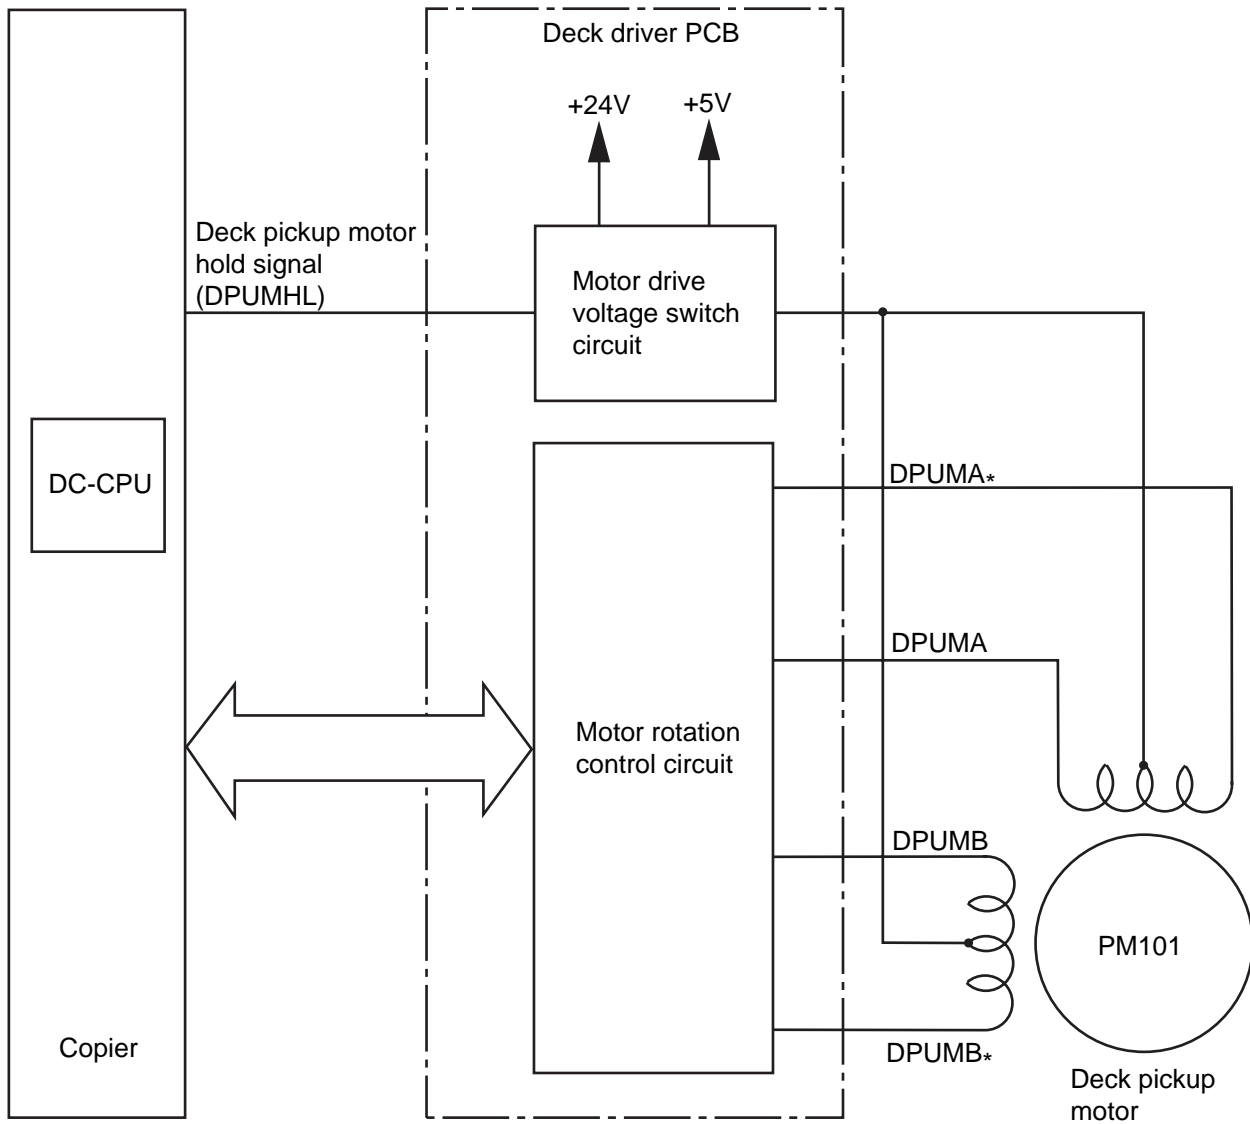 Deck driver PCB
+24V
+5V
Deck pickup motor
hold signal
(DPUMHL)
Motor drive
voltage switch
circuit
DC-CPU
DPUMA*
DPUMA
Motor rotation
control circuit
DPUMB
PM101
Copier
DPUMB*
Deck pickup
motor